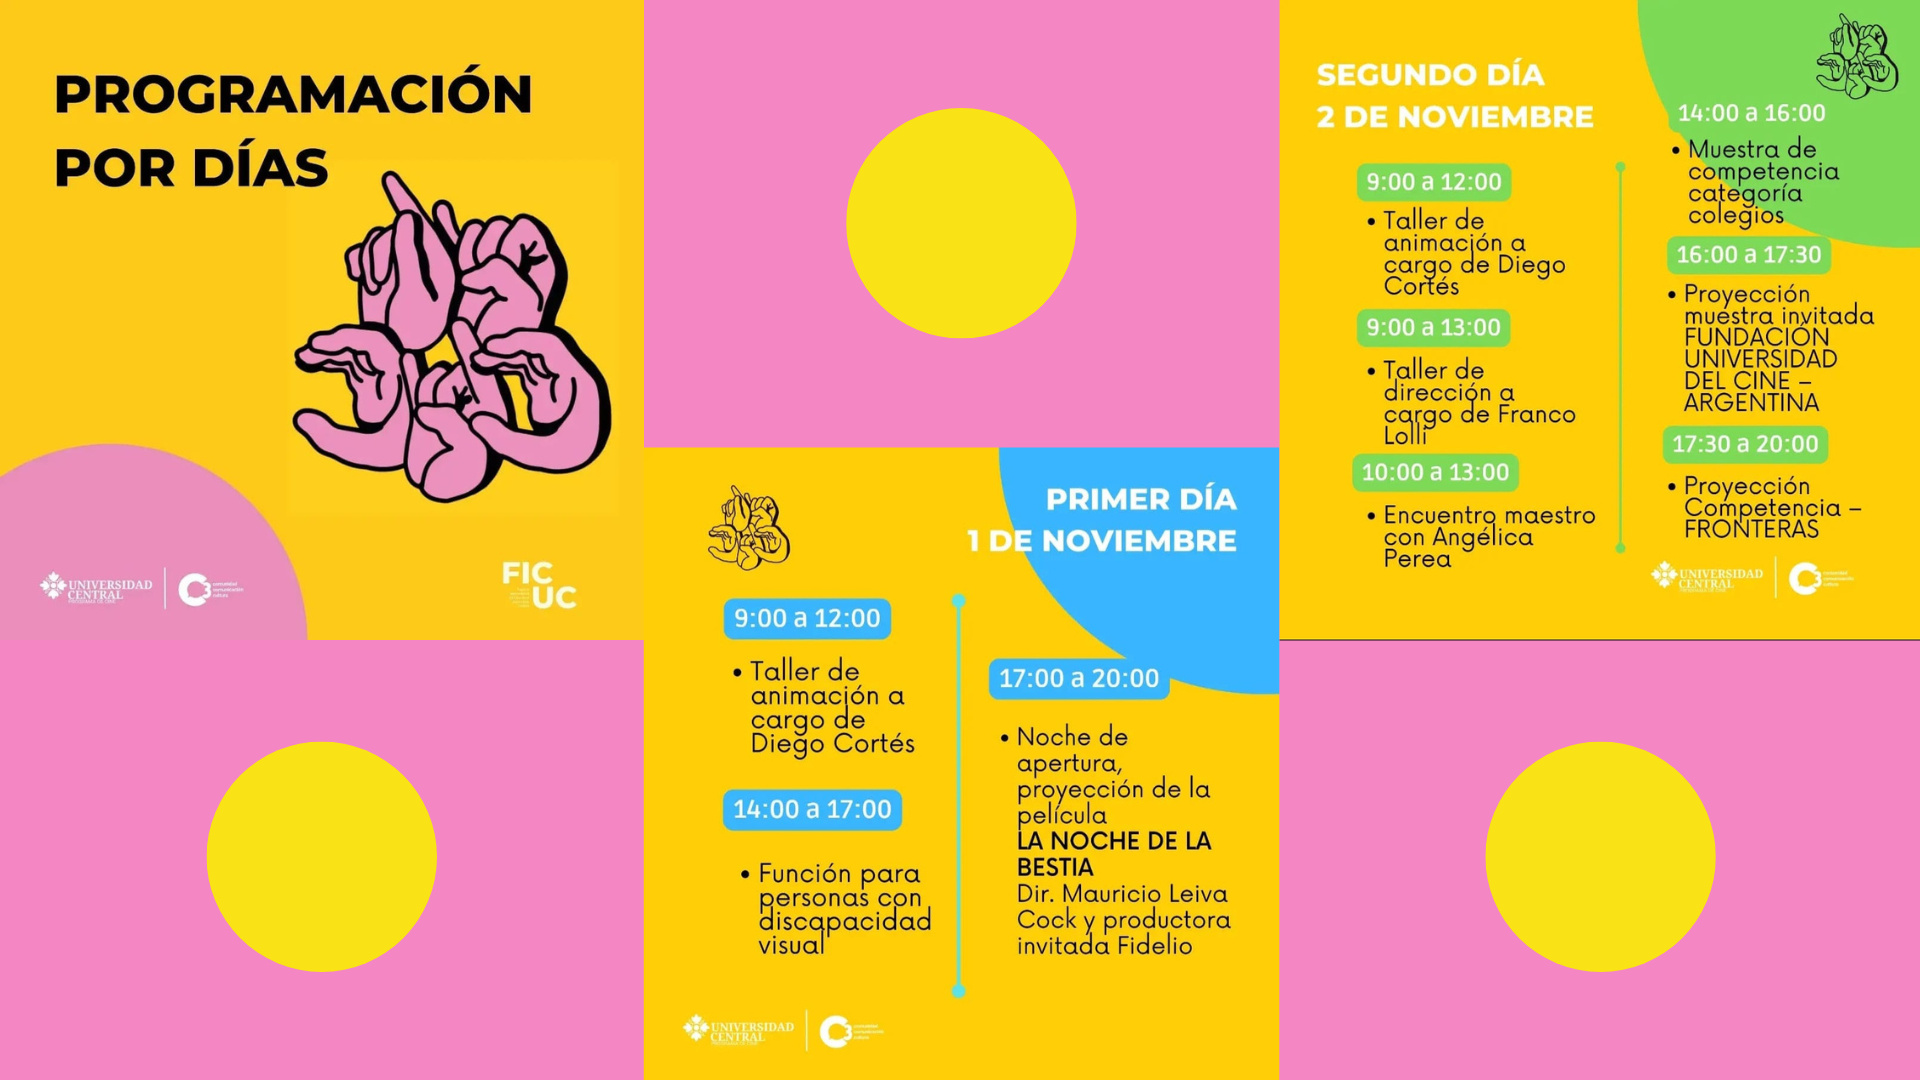 PROGRAMACIÓN
POR DÍAS
UNIVERSIDAD
CENTRAL
FIC
UC
PRIMER DÍA
1 DE NOVIEMBRE
9:00 a 12:00
• Taller de
animación a
cargo de
Diego Cortés
14:00 a 17:00
• Función para
personas con
discapacidad
visual
17:00 a 20:00
• Noche de
apertura,
proyección de la
película
LA NOCHE DE LA
BESTIA
Dir. Mauricio Leiva
Cock y productora
invitada Fidelio
UNIVERSIDAD
CENTRAL
SEGUNDO DÍA
2 DE NOVIEMBRE
9:00 a 12:00
• Taller de
animación a
cargo de Diego
Cortés
9:00 a 13:00
• Taller de
dirección a
cargo de Franco
Lolli
10:00 a 13:00
• Encuentro maestro
con Angélica
Perea
14:00 a 16:00
• Muestra de
competencia
categoría
colegios
16:00 a 17:30
• Proyección
muestra invitada
FUNDACIÓN
UNIVERSIDAD
DEL CINE –
ARGENTINA
17:30 a 20:00
• Proyección
Competencia –
FRONTERAS
UNIVERSIDAD
CENTRAL